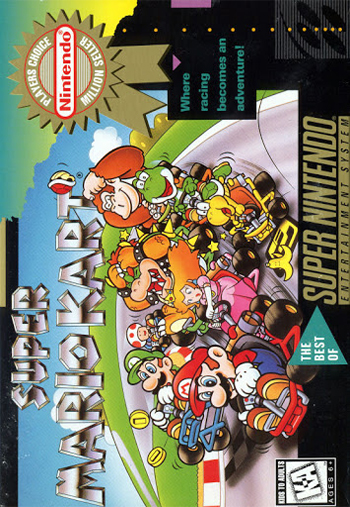 PLAYERS CHOICE
Nintendo
MILLION SELLER
Where
racing
becomes an
adventure!
SUPER
MARIO KART
SUPER NINTENDO
ENTERTAINMENT SYSTEM
THE
BEST
OF
KIDS TO ADULTS
K-A
AGES 6+